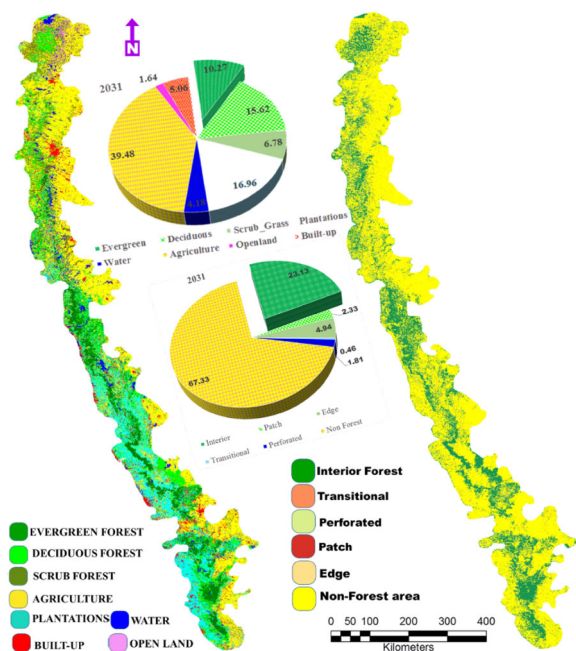 N
2031
1.64
5.06
10.27
15.62
6.78
39.48
16.96
4.18
Evergreen
Deciduous
Scrub_Grass
Plantations
Water
Agriculture
Openland
Built-up
2031
23.13
2.33
4.94
0.46
1.81
67.33
Interior
Patch
Edge
Transitional
Perforated
Non Forest
EVERGREEN FOREST
DECIDUOUS FOREST
SCRUB FOREST
AGRICULTURE
PLANTATIONS
WATER
BUILT-UP
OPEN LAND
Interior Forest
Transitional
Perforated
Patch
Edge
Non-Forest area
0 50 100 200 300 400
Kilometers